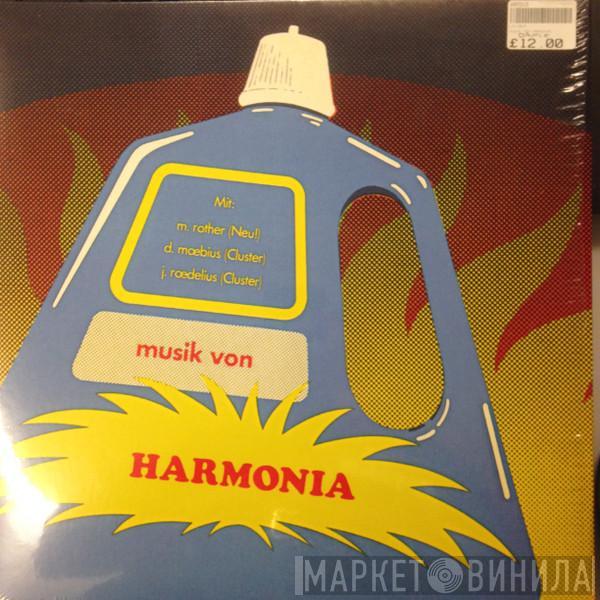 £12.00
Mit:
m. rother (Neu!)
d. mœbius (Cluster)
j. rœdelius (Cluster)
musik von
HARMONIA
МАРКЕТ ВИНИЛА